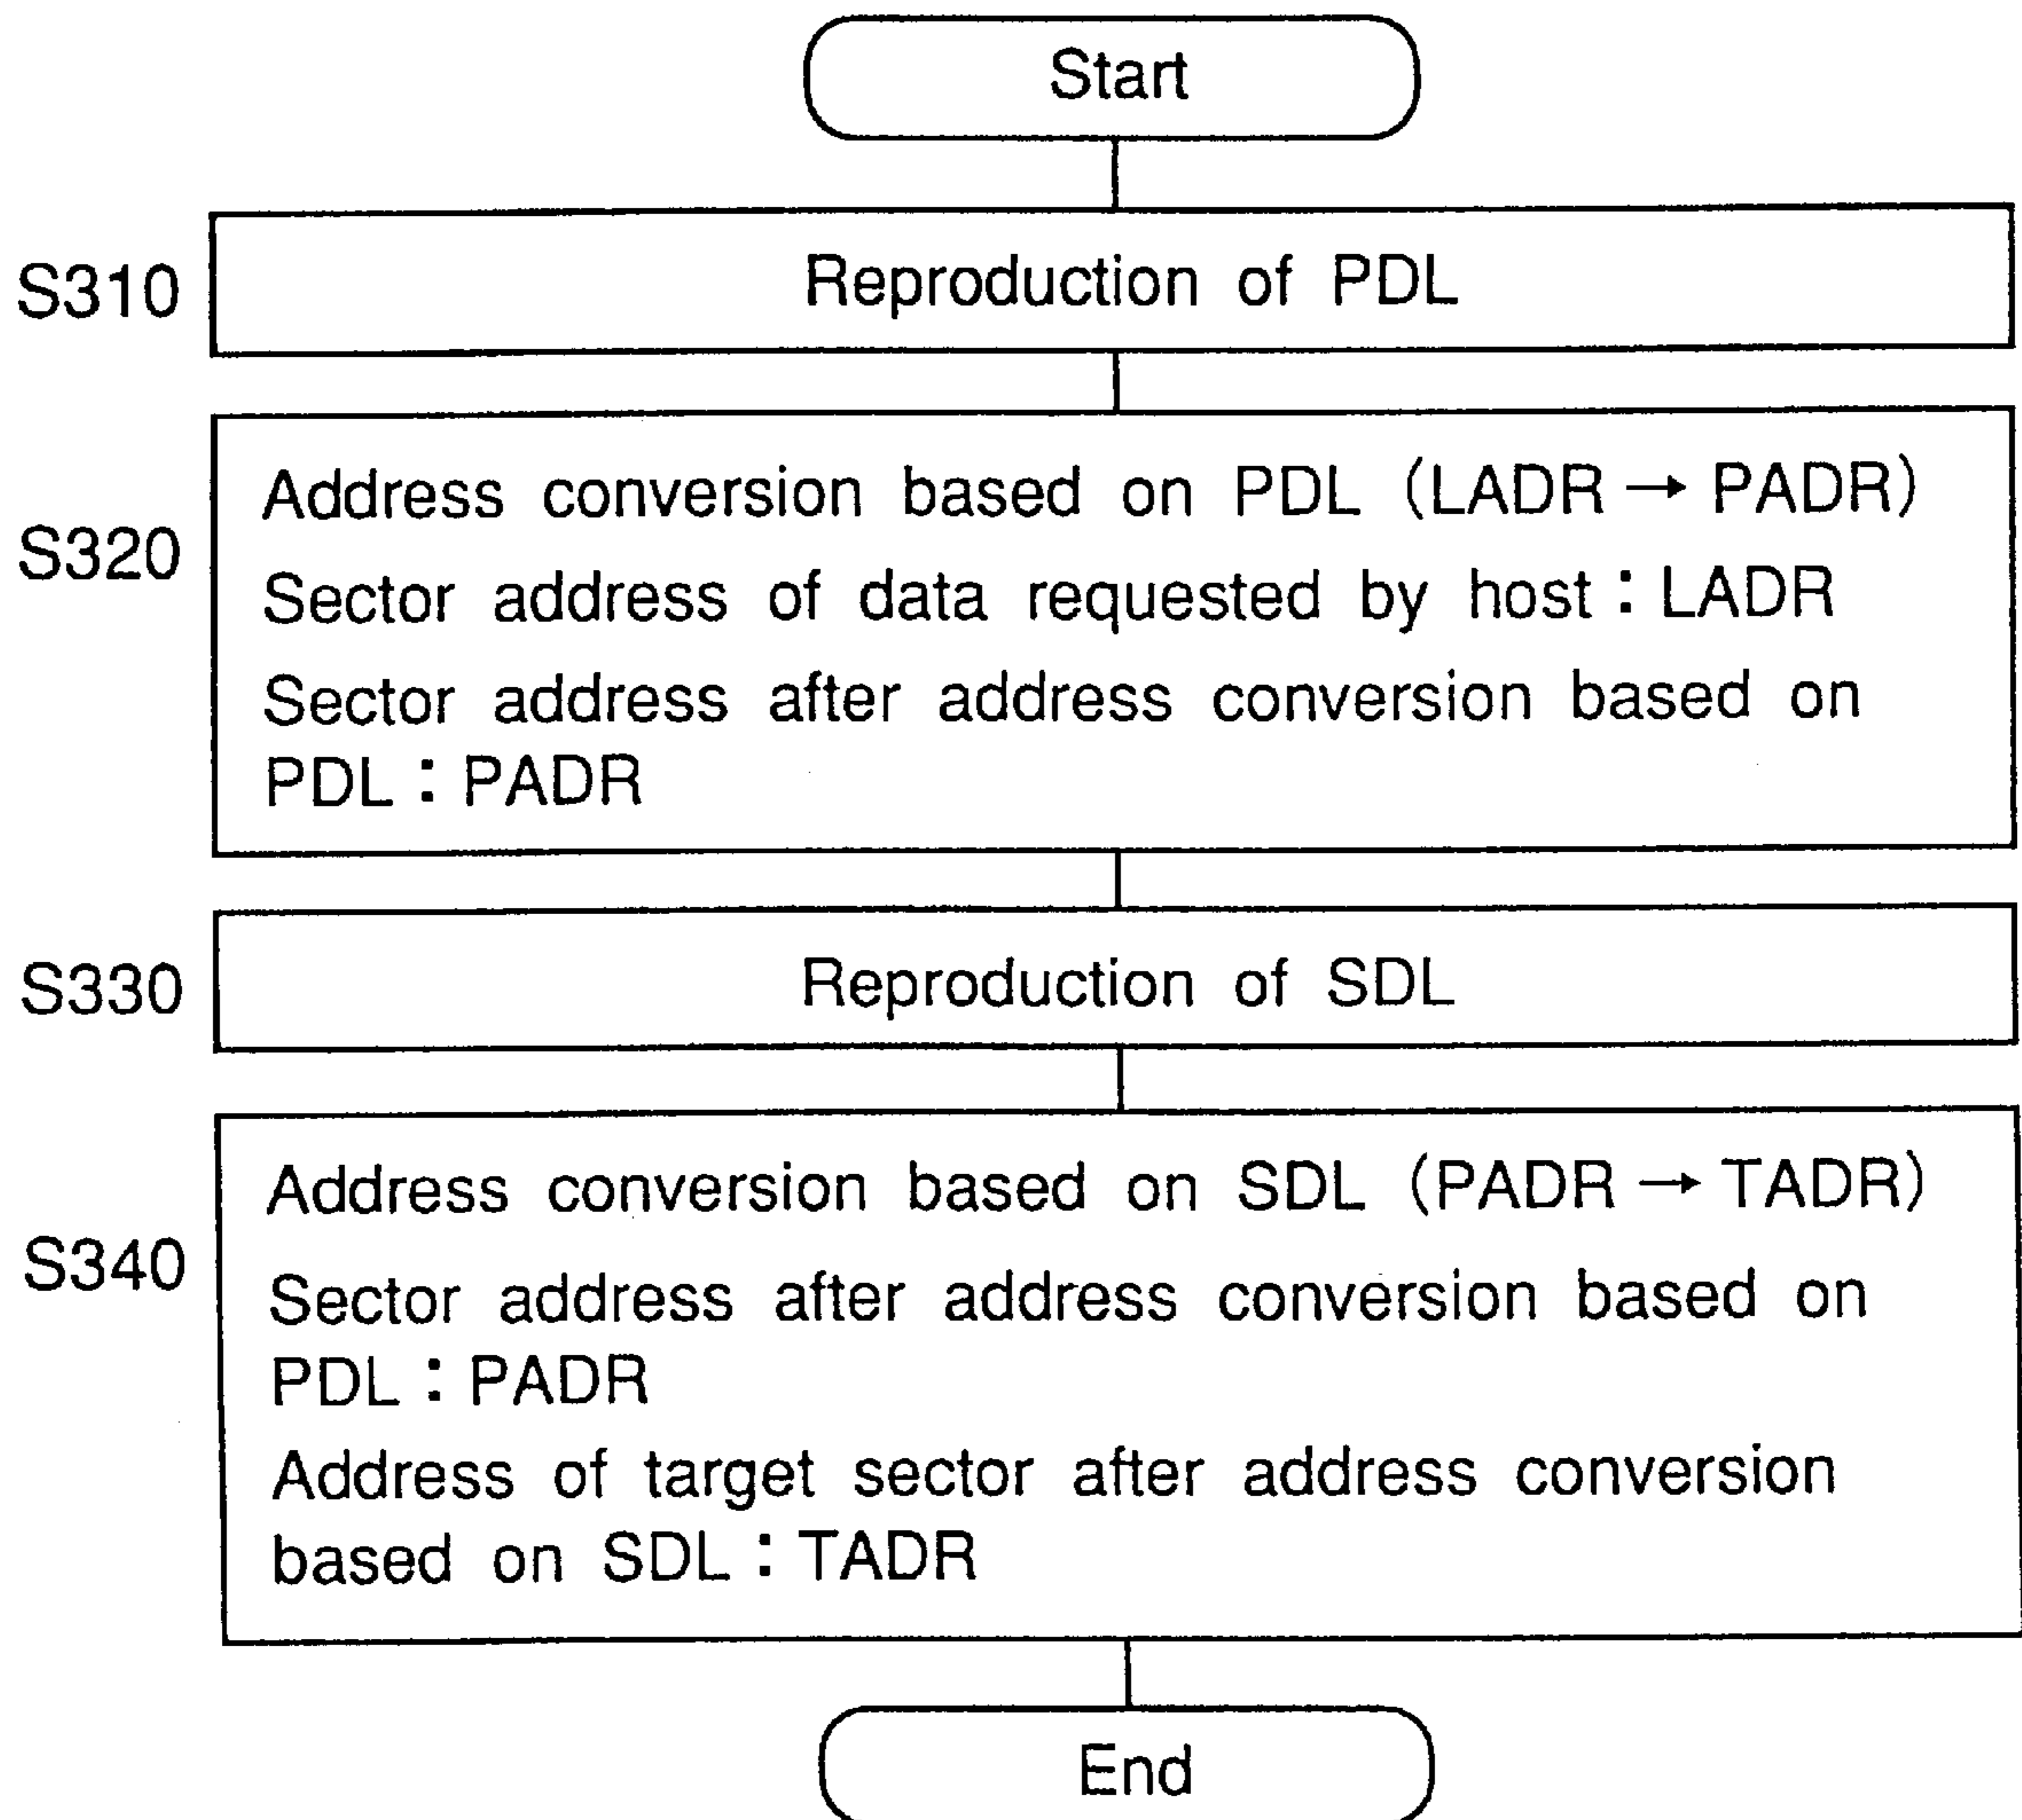 Start
S310
Reproduction of PDL
S320
Address conversion based on PDL (LADR → PADR)
Sector address of data requested by host : LADR
Sector address after address conversion based on
PDL : PADR
S330
Reproduction of SDL
S340
Address conversion based on SDL (PADR → TADR)
Sector address after address conversion based on
PDL : PADR
Address of target sector after address conversion
based on SDL : TADR
End